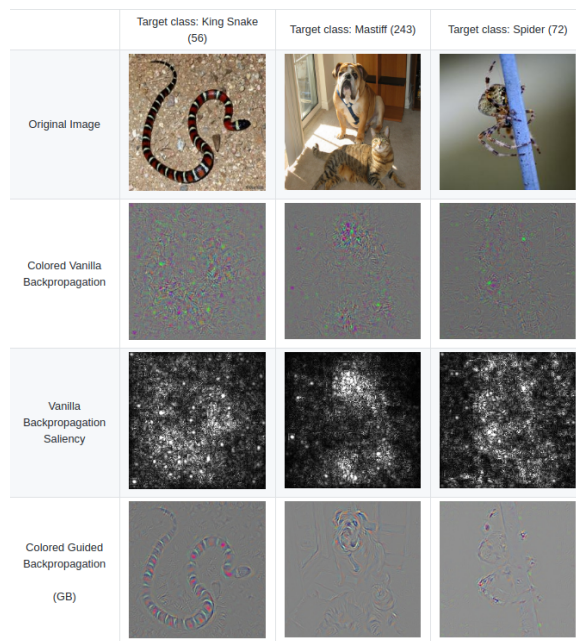 Target class: King Snake
(56)
Target class: Mastiff (243)
Target class: Spider (72)
Original Image
Colored Vanilla
Backpropagation
Vanilla
Backpropagation
Saliency
Colored Guided
Backpropagation
(GB)